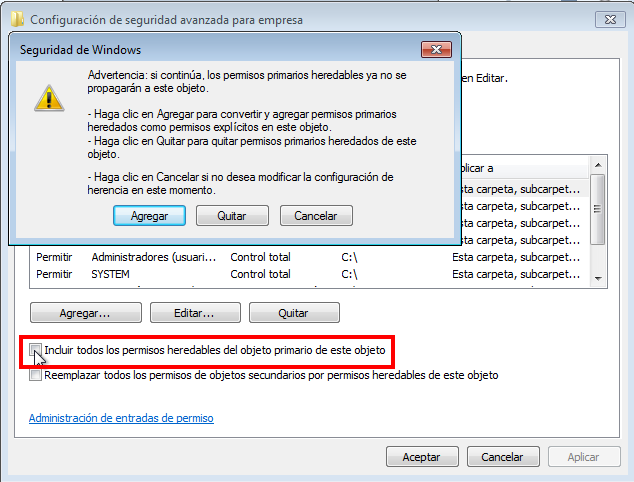 Configuración de seguridad avanzada para empresa
Seguridad de Windows
Advertencia: si continúa, los permisos primarios heredables ya no se
propagarán a este objeto.
- Haga clic en Agregar para convertir y agregar permisos primarios
heredados como permisos explícitos en este objeto.
- Haga clic en Quitar para quitar permisos primarios heredados de este
objeto.
- Haga clic en Cancelar si no desea modificar la configuración de
herencia en este momento.
Agregar Quitar Cancelar
en Editar.
plicar a
sta carpeta, subcarpet...
sta carpeta, subcarpet...
sta carpeta, subcarpet...
Esta carpeta, subcarpet...
Permitir Administradores (usuari... Control total C:\ Esta carpeta, subcarpet...
Permitir SYSTEM Control total C:\ Esta carpeta, subcarpet...
Agregar... Editar... Quitar
Incluir todos los permisos heredables del objeto primario de este objeto
Reemplazar todos los permisos de objetos secundarios por permisos heredables de este objeto
Administración de entradas de permiso
Aceptar Cancelar Aplicar